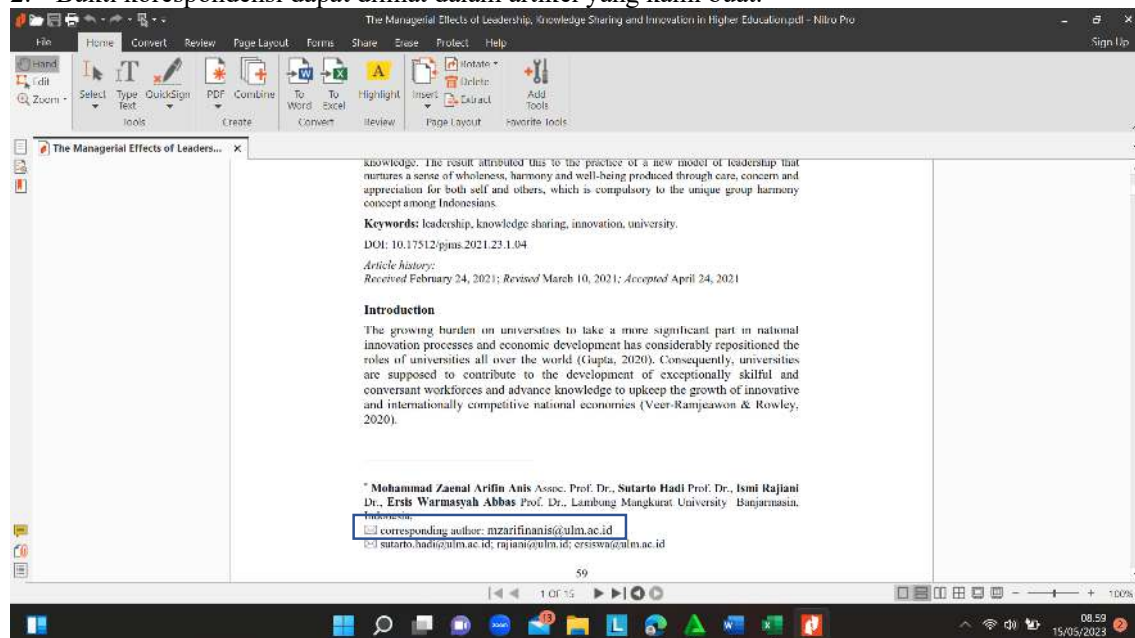 2. Bukti korespondensi dapat dilihat dalam artikel yang kami buat.
The Managerial Effects of Leadership, Knowledge Sharing and Innovation in Higher Education.pdf - Nitro Pro
File Home Convert Review Page Layout Forms Share Erase Protect Help Sign Up
Hand
Edit
Zoom
Select Type Text QuickSign PDF Combine To Word To Excel Highlight Insert Rotate Delete Extract Add Tools
Tools Create Convert Review Page Layout Favorite Tools
The Managerial Effects of Leaders... ×
knowledge. The result attributed this to the practice of a new model of leadership that
nurtures a sense of wholeness, harmony and well-being produced through care, concern and
appreciation for both self and others, which is compulsory to the unique group harmony
concept among Indonesians.
Keywords: leadership, knowledge sharing, innovation, university.
DOI: 10.17512/pjms.2021.23.1.04
Article history:
Received February 24, 2021; Revised March 10, 2021; Accepted April 24, 2021
Introduction
The growing burden on universities to take a more significant part in national
innovation processes and economic development has considerably repositioned the
roles of universities all over the world (Gupta, 2020). Consequently, universities
are supposed to contribute to the development of exceptionally skilful and
conversant workforces and advance knowledge to upkeep the growth of innovative
and internationally competitive national economies (Veer-Ramjeawon & Rowley,
2020).
* Mohammad Zaenal Arifin Anis Assoc. Prof. Dr., Sutarto Hadi Prof. Dr., Ismi Rajiani
Dr., Ersis Warmasyah Abbas Prof. Dr., Lambung Mangkurat University Banjarmasin,
Indonesia.
corresponding author: mzarifinanis@ulm.ac.id
sutarto.hadi@ulm.ac.id; rajiani@ulm.id; ersiswa@ulm.ac.id
59
1 OF 15
100%
zoom 13 L
08.59
15/05/2023 2